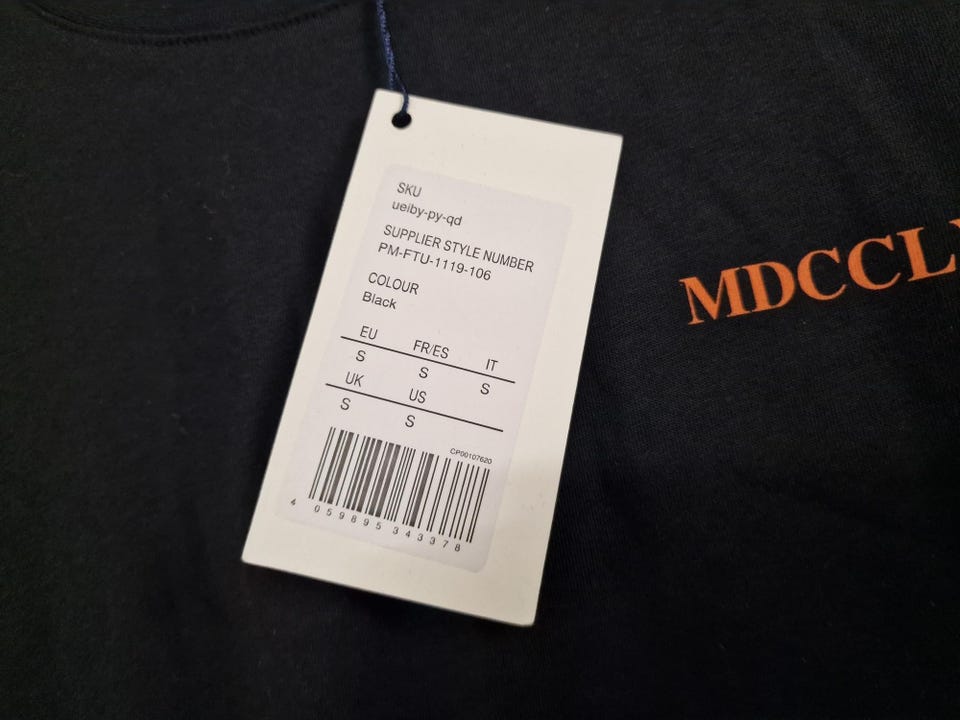 SKU
ueiby-py-qd
SUPPLIER STYLE NUMBER
PM-FTU-1119-106
COLOUR
Black
EU FR/ES IT
S S S
UK US
S S
CP00107620
4 059895 343378
MDCCL